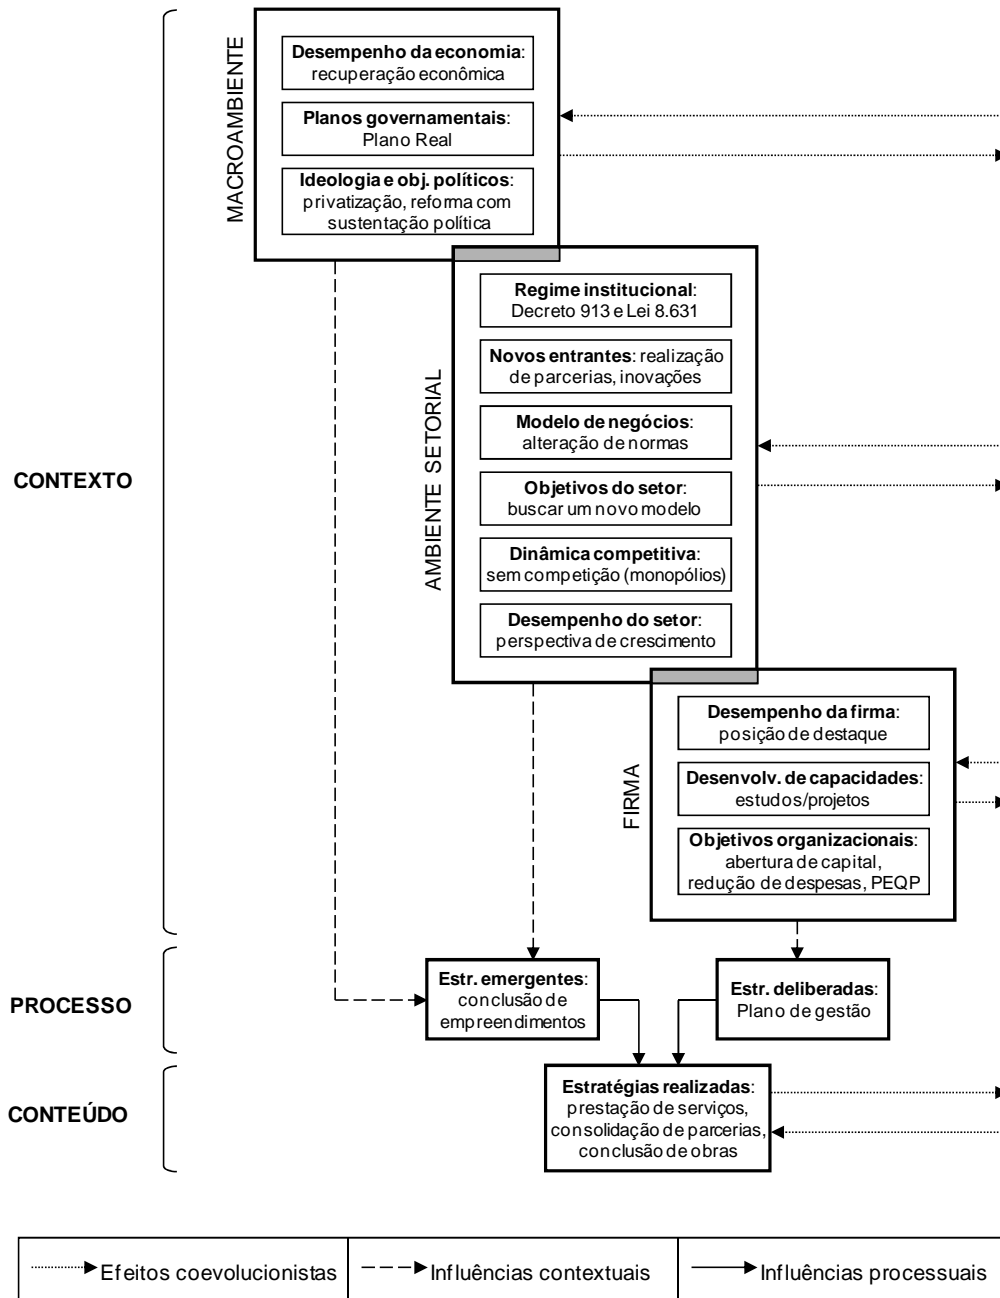 MACROAMBIENTE
Desempenho da economia:
recuperação econômica
Planos governamentais:
Plano Real
Ideologia e obj. políticos:
privatização, reforma com
sustentação política
CONTEXTO
AMBIENTE SETORIAL
Regime institucional:
Decreto 913 e Lei 8.631
Novos entrantes: realização
de parcerias, inovações
Modelo de negócios:
alteração de normas
Objetivos do setor:
buscar um novo modelo
Dinâmica competitiva:
sem competição (monopólios)
Desempenho do setor:
perspectiva de crescimento
FIRMA
Desempenho da firma:
posição de destaque
Desenvolv. de capacidades:
estudos/projetos
Objetivos organizacionais:
abertura de capital,
redução de despesas, PEQP
PROCESSO
Estr. emergentes:
conclusão de
empreendimentos
Estr. deliberadas:
Plano de gestão
CONTEÚDO
Estratégias realizadas:
prestação de serviços,
consolidação de parcerias,
conclusão de obras
Efeitos coevolucionistas
Influências contextuais
Influências processuais